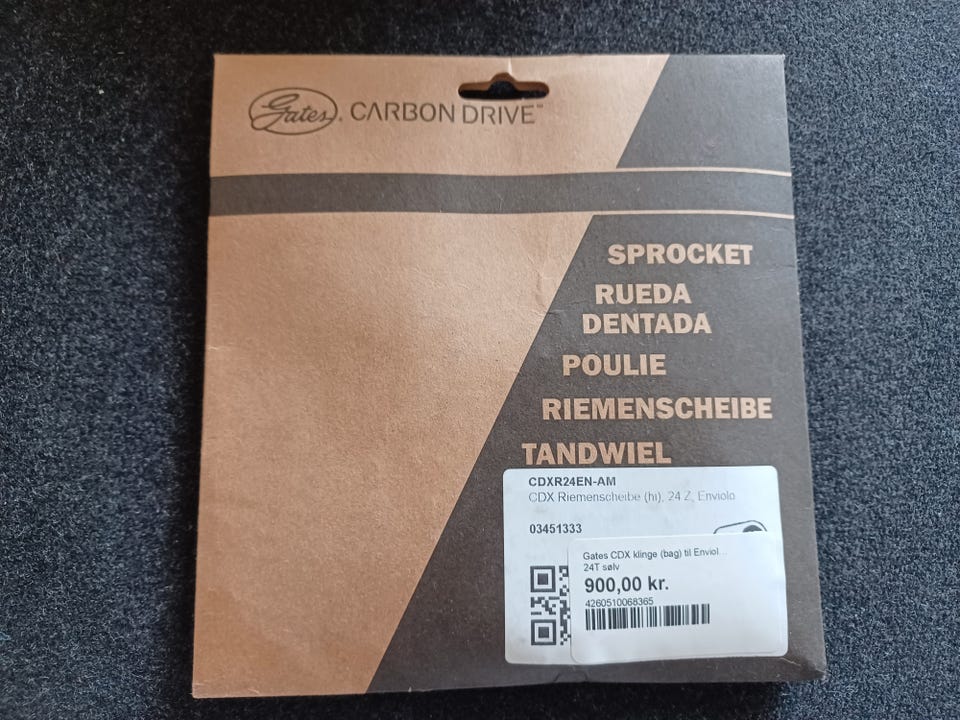 Gates. CARBON DRIVE™
SPROCKET
RUEDA
DENTADA
POULIE
RIEMENSCHEIBE
TANDWIEL
CDXR24EN-AM
CDX Riemenscheibe (hi), 24 Z, Enviolo
03451333
Gates CDX klinge (bag) til Enviol...
24T sølv
900,00 kr.
4260510068365